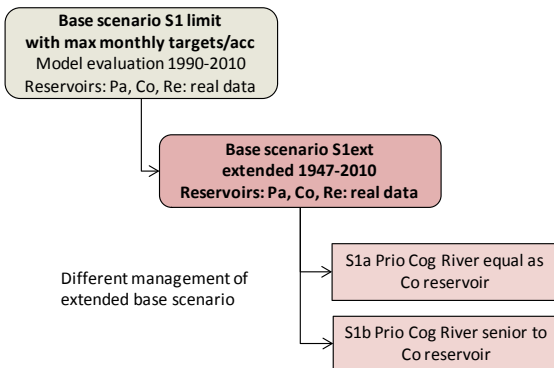 Base scenario S1 limit
with max monthly targets/acc
Model evaluation 1990-2010
Reservoirs: Pa, Co, Re: real data
Base scenario S1ext
extended 1947-2010
Reservoirs: Pa, Co, Re: real data
S1a Prio Cog River equal as
Co reservoir
Different management of
extended base scenario
S1b Prio Cog River senior to
Co reservoir